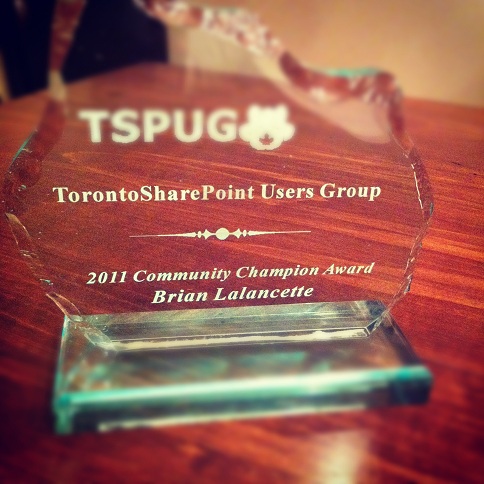 TSPUG
TorontoSharePoint Users Group
2011 Community Champion Award
Brian Lalancette